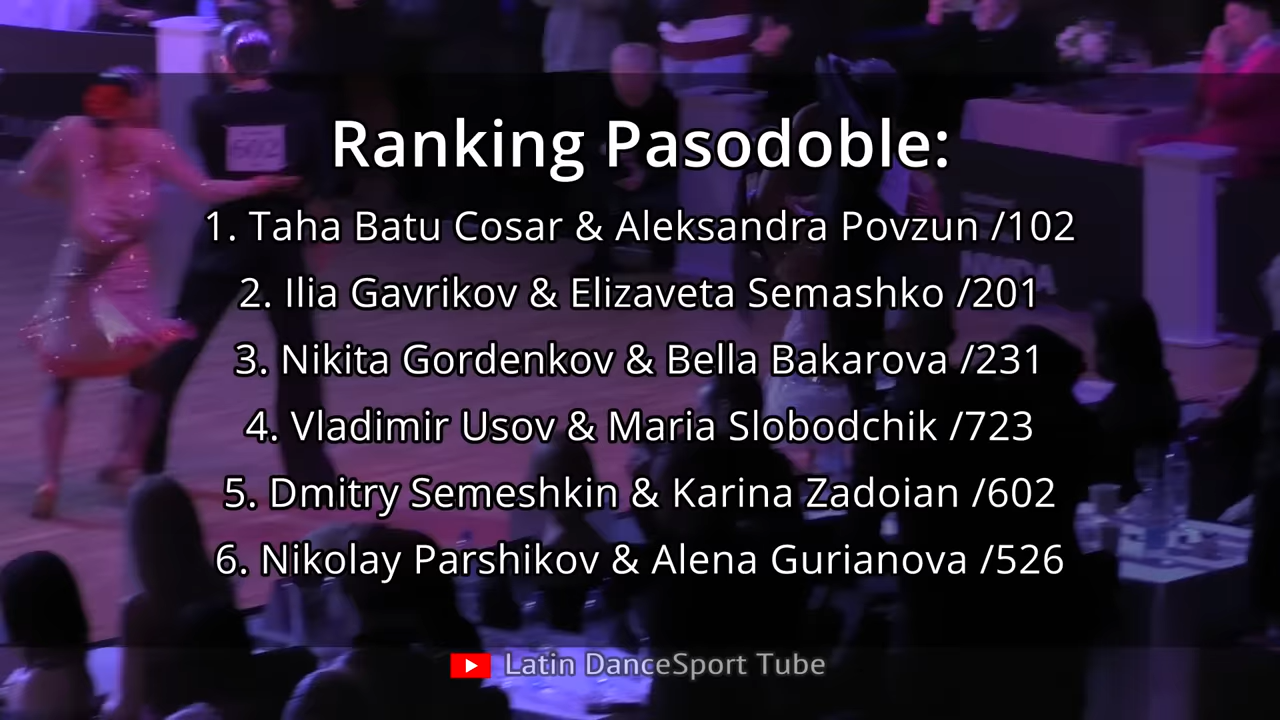 602
Ranking Pasodoble:
1. Taha Batu Cosar & Aleksandra Povzun /102
2. Ilia Gavrikov & Elizaveta Semashko /201
3. Nikita Gordenkov & Bella Bakarova /231
4. Vladimir Usov & Maria Slobodchik /723
5. Dmitry Semeshkin & Karina Zadoian /602
6. Nikolay Parshikov & Alena Gurianova /526
Latin DanceSport Tube